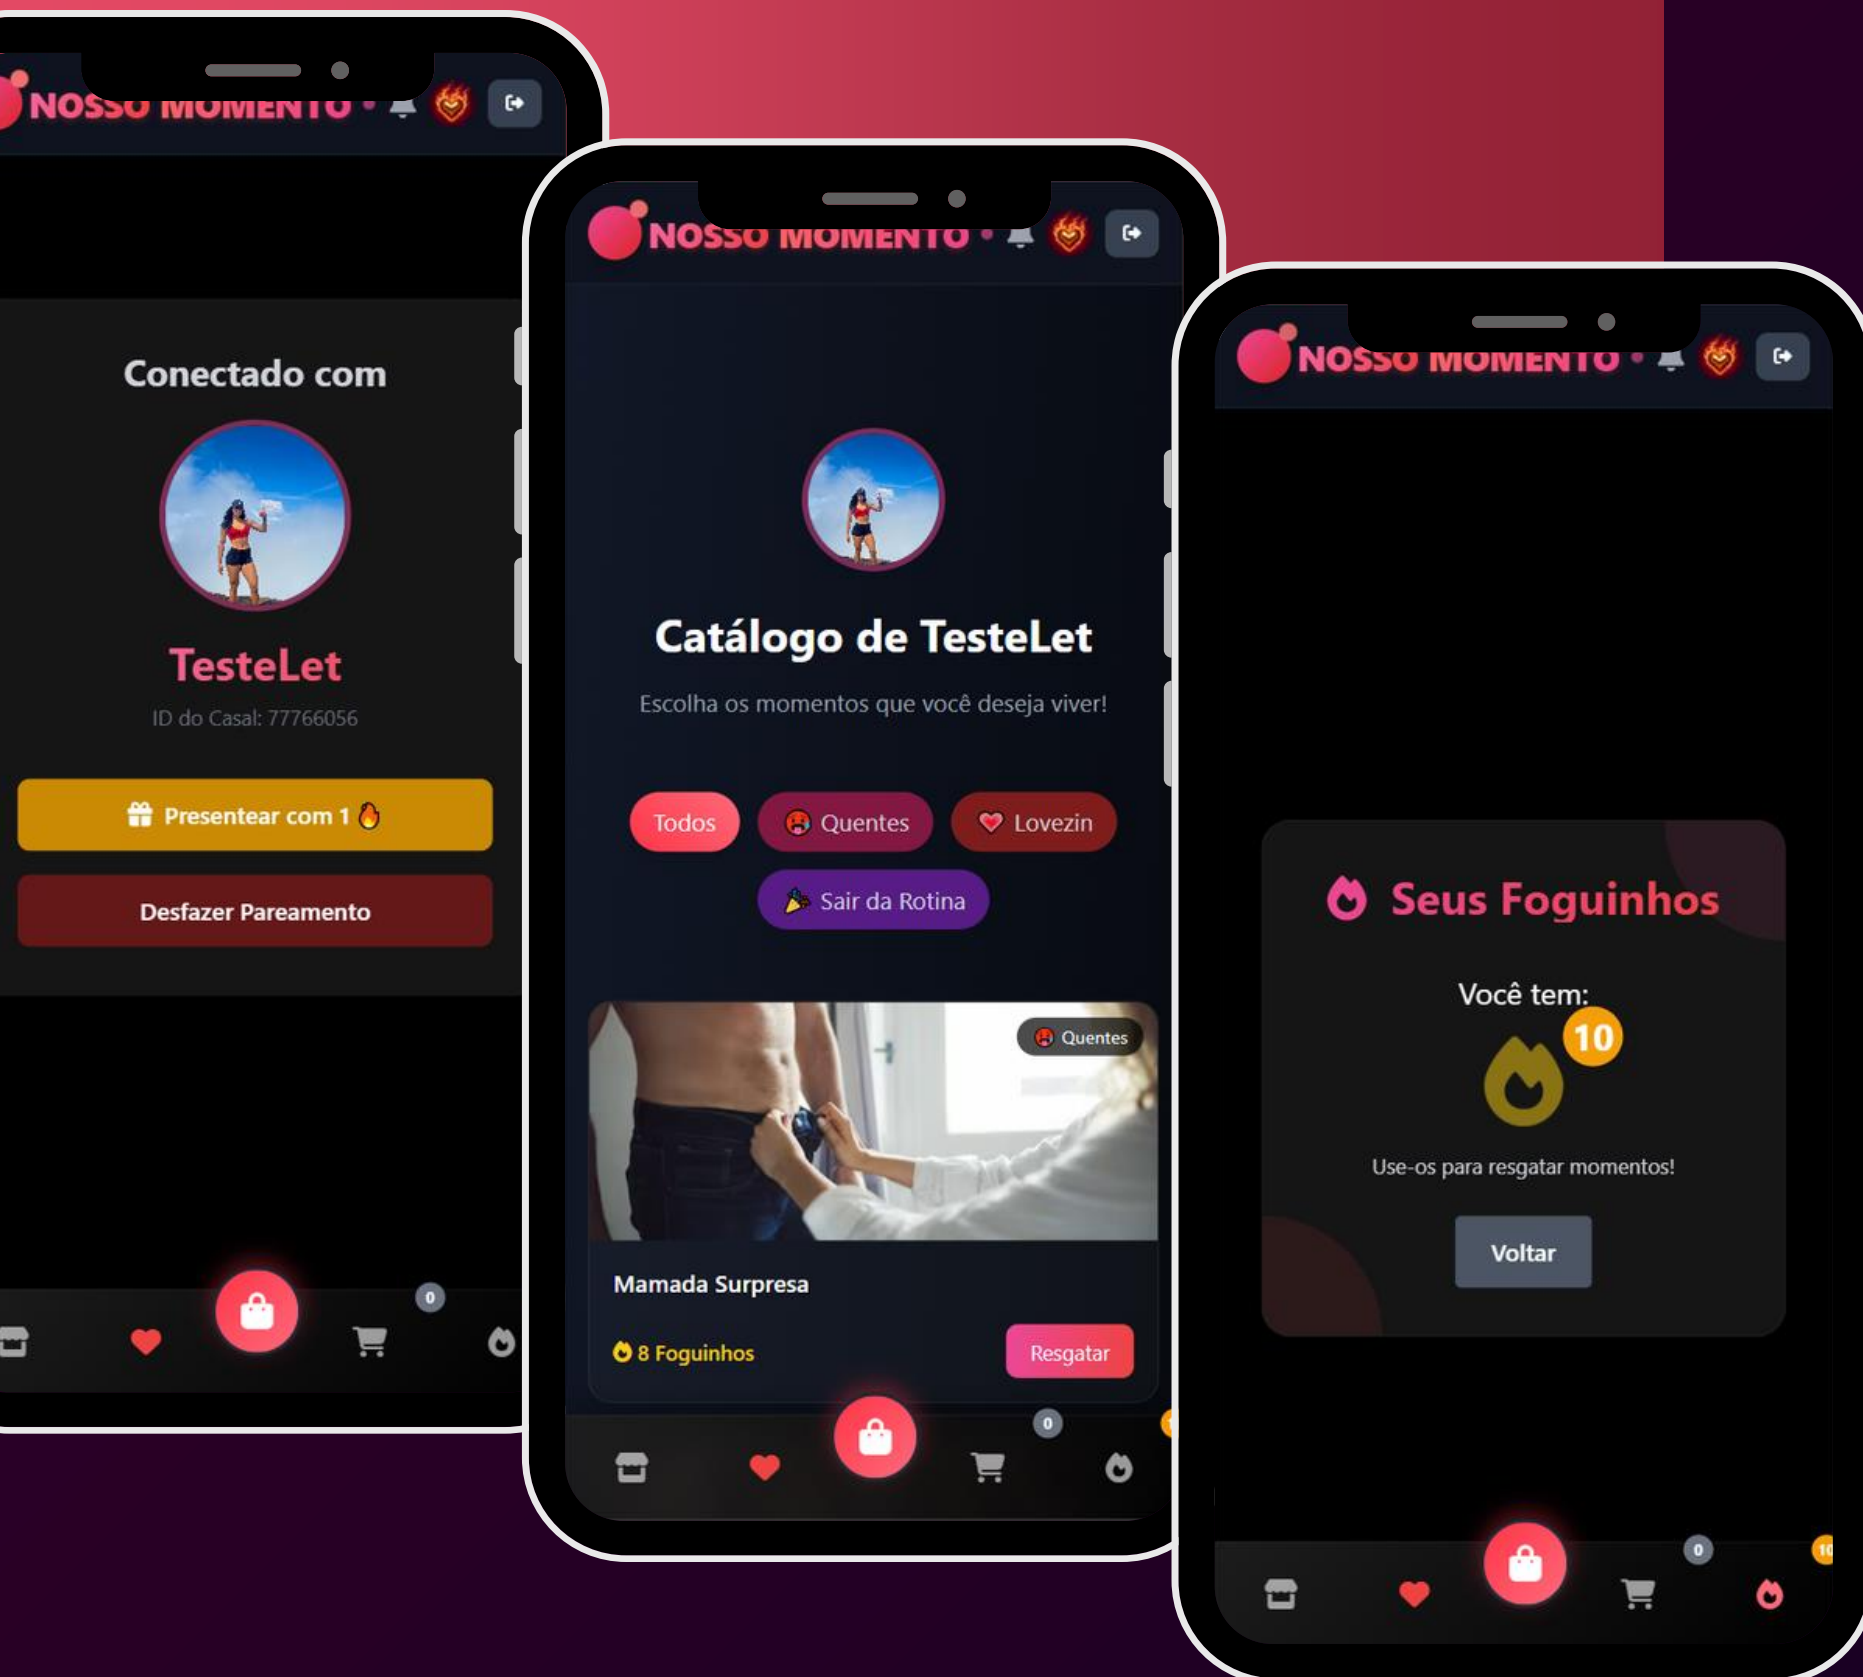 NOSSO MOMENTO
Conectado com
TesteLet
ID do Casal: 77766056
Presentear com 1
Desfazer Pareamento
0
NOSSO MOMENTO
Catálogo de TesteLet
Escolha os momentos que você deseja viver!
Todos
Quentes
Lovezin
Sair da Rotina
Quentes
Mamada Surpresa
8 Foguinhos
Resgatar
0
NOSSO MOMENTO
Seus Foguinhos
Você tem:
10
Use-os para resgatar momentos!
Voltar
0
10